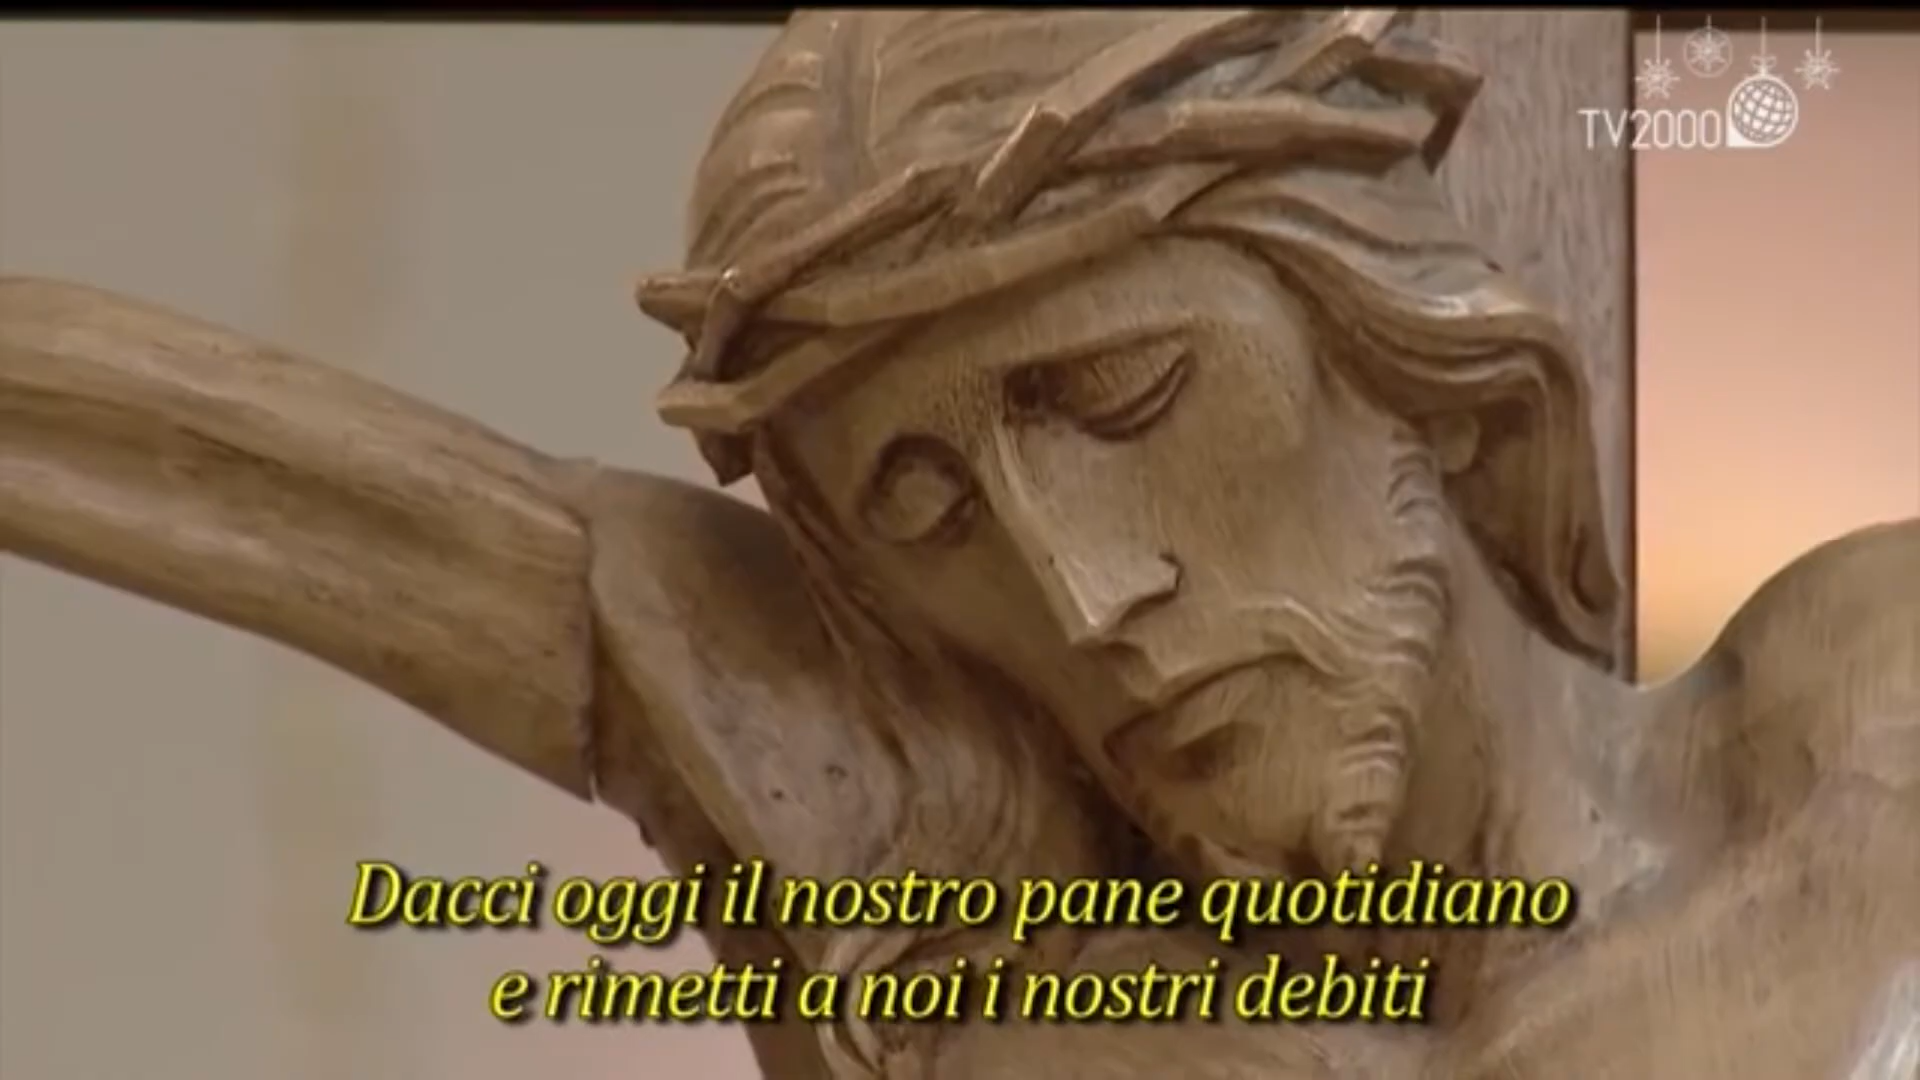 TV2000
Dacci oggi il nostro pane quotidiano
e rimetti a noi i nostri debiti